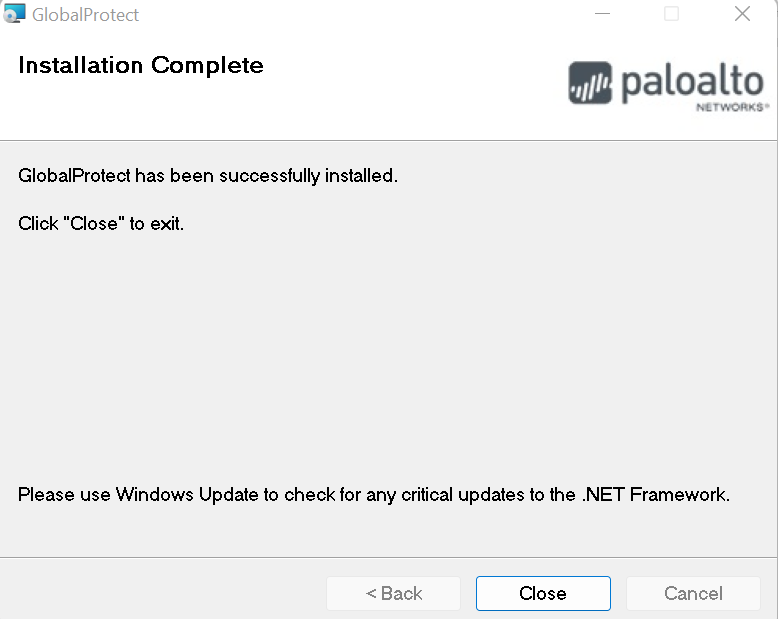 GlobalProtect
Installation Complete
paloalto
NETWORKS®
GlobalProtect has been successfully installed.
Click "Close" to exit.
Please use Windows Update to check for any critical updates to the .NET Framework.
< Back
Close
Cancel